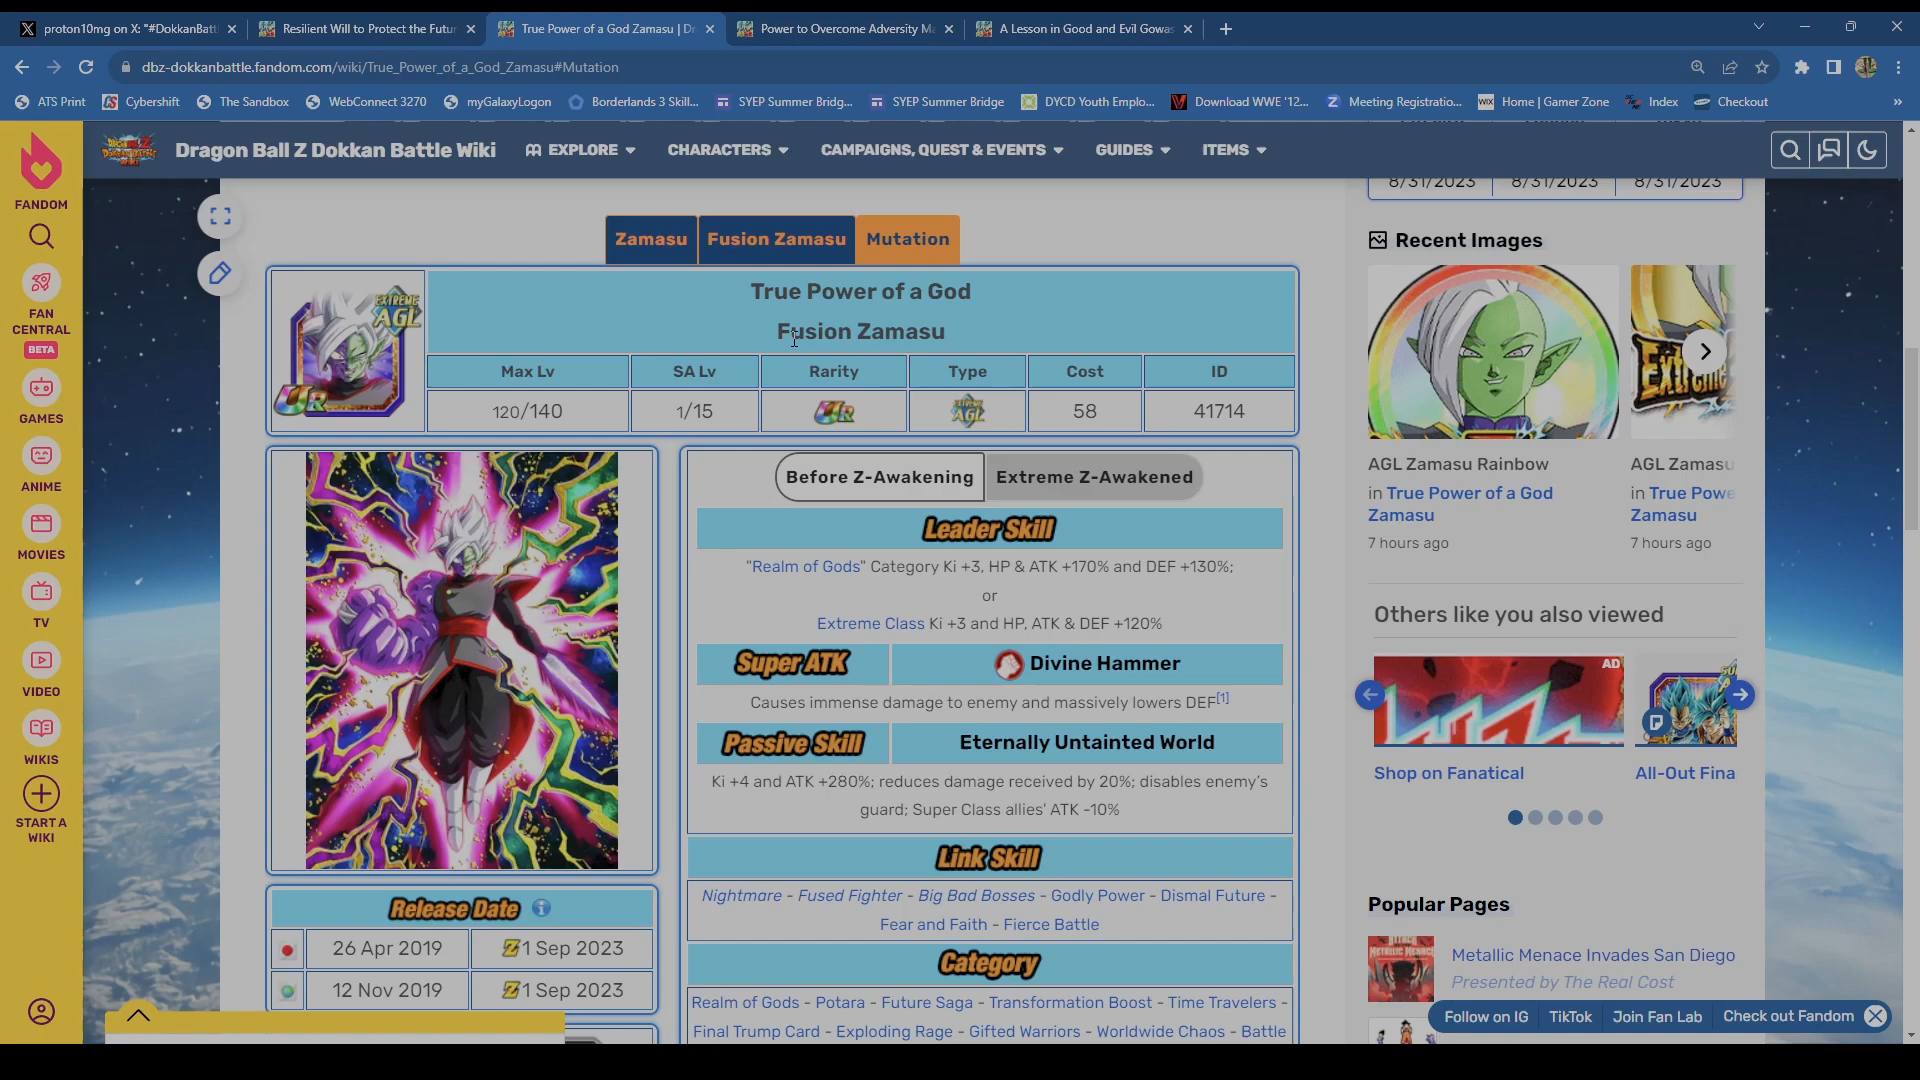 proton10mg on X: "#DokkanBatt
Resilient Will to Protect the Futur
True Power of a God Zamasu | Dr
Power to Overcome Adversity Ma
A Lesson in Good and Evil Gowas
dbz-dokkanbattle.fandom.com/wiki/True_Power_of_a_God_Zamasu#Mutation
ATS Print
Cybershift
The Sandbox
WebConnect 3270
myGalaxyLogon
Borderlands 3 Skill...
SYEP Summer Bridg...
SYEP Summer Bridge
DYCD Youth Emplo...
Download WWE '12...
Meeting Registratio...
WIX Home | Gamer Zone
Index
Checkout
»
Dragon Ball Z Dokkan Battle Wiki
EXPLORE
CHARACTERS
CAMPAIGNS, QUEST & EVENTS
GUIDES
ITEMS
FANDOM
FAN
CENTRAL
BETA
GAMES
ANIME
MOVIES
TV
VIDEO
WIKIS
START A
WIKI
Zamasu
Fusion Zamasu
Mutation
EXTREME
AGL
UR
True Power of a God
Fusion Zamasu
Max Lv SA Lv Rarity Type Cost ID
120/140 1/15 UR EXTREME AGL 58 41714
Before Z-Awakening
Extreme Z-Awakened
Leader Skill
"Realm of Gods" Category Ki +3, HP & ATK +170% and DEF +130%;
or
Extreme Class Ki +3 and HP, ATK & DEF +120%
Super ATK
Divine Hammer
Causes immense damage to enemy and massively lowers DEF[1]
Passive Skill
Eternally Untainted World
Ki +4 and ATK +280%; reduces damage received by 20%; disables enemy's
guard; Super Class allies' ATK -10%
Link Skill
Nightmare - Fused Fighter - Big Bad Bosses - Godly Power - Dismal Future -
Fear and Faith - Fierce Battle
Category
Realm of Gods - Potara - Future Saga - Transformation Boost - Time Travelers -
Final Trump Card - Exploding Rage - Gifted Warriors - Worldwide Chaos - Battle
Release Date
26 Apr 2019 Z 1 Sep 2023
12 Nov 2019 Z 1 Sep 2023
8/31/2023 8/31/2023 8/31/2023
Recent Images
AGL Zamasu Rainbow
in True Power of a God
Zamasu
7 hours ago
AGL Zamasu
in True Powe
Zamasu
7 hours ago
Others like you also viewed
AD
Shop on Fanatical
All-Out Fina
Popular Pages
METALLIC MENACE
Metallic Menace Invades San Diego
Presented by The Real Cost
Follow on IG
TikTok
Join Fan Lab
Check out Fandom